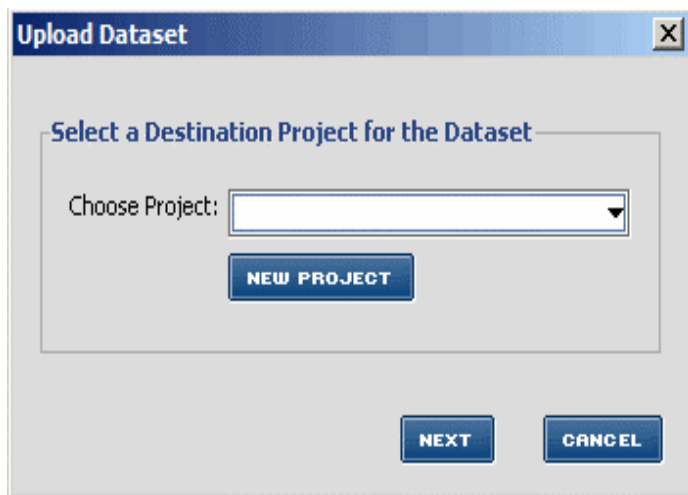 Upload Dataset
Select a Destination Project for the Dataset
Choose Project:
NEW PROJECT
NEXT
CANCEL